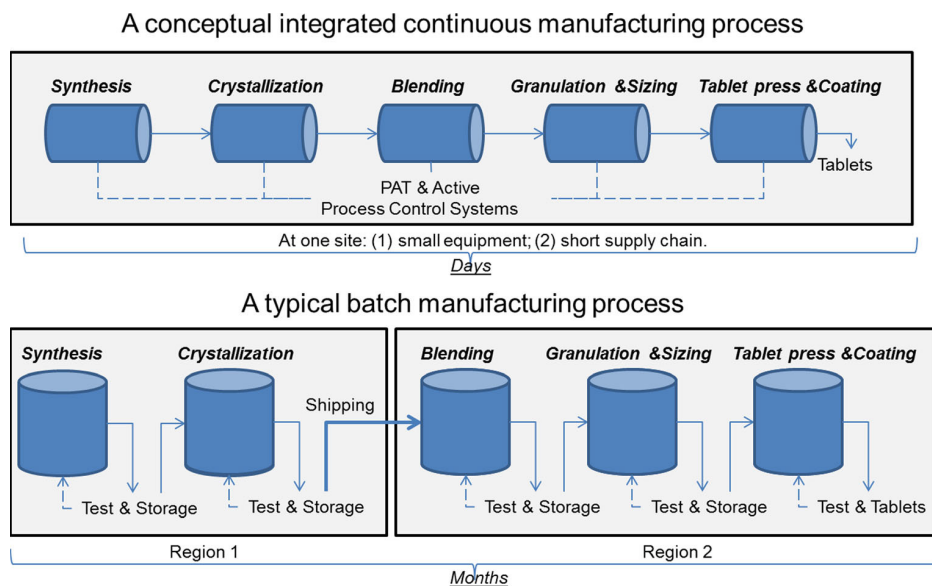 A conceptual integrated continuous manufacturing process
Synthesis
Crystallization
Blending
Granulation &Sizing
Tablet press &Coating
Tablets
PAT & Active
Process Control Systems
At one site: (1) small equipment; (2) short supply chain.
Days
A typical batch manufacturing process
Synthesis
Crystallization
Blending
Granulation &Sizing
Tablet press &Coating
Shipping
Test & Storage
Test & Storage
Test & Storage
Test & Storage
Test & Tablets
Region 1
Region 2
Months